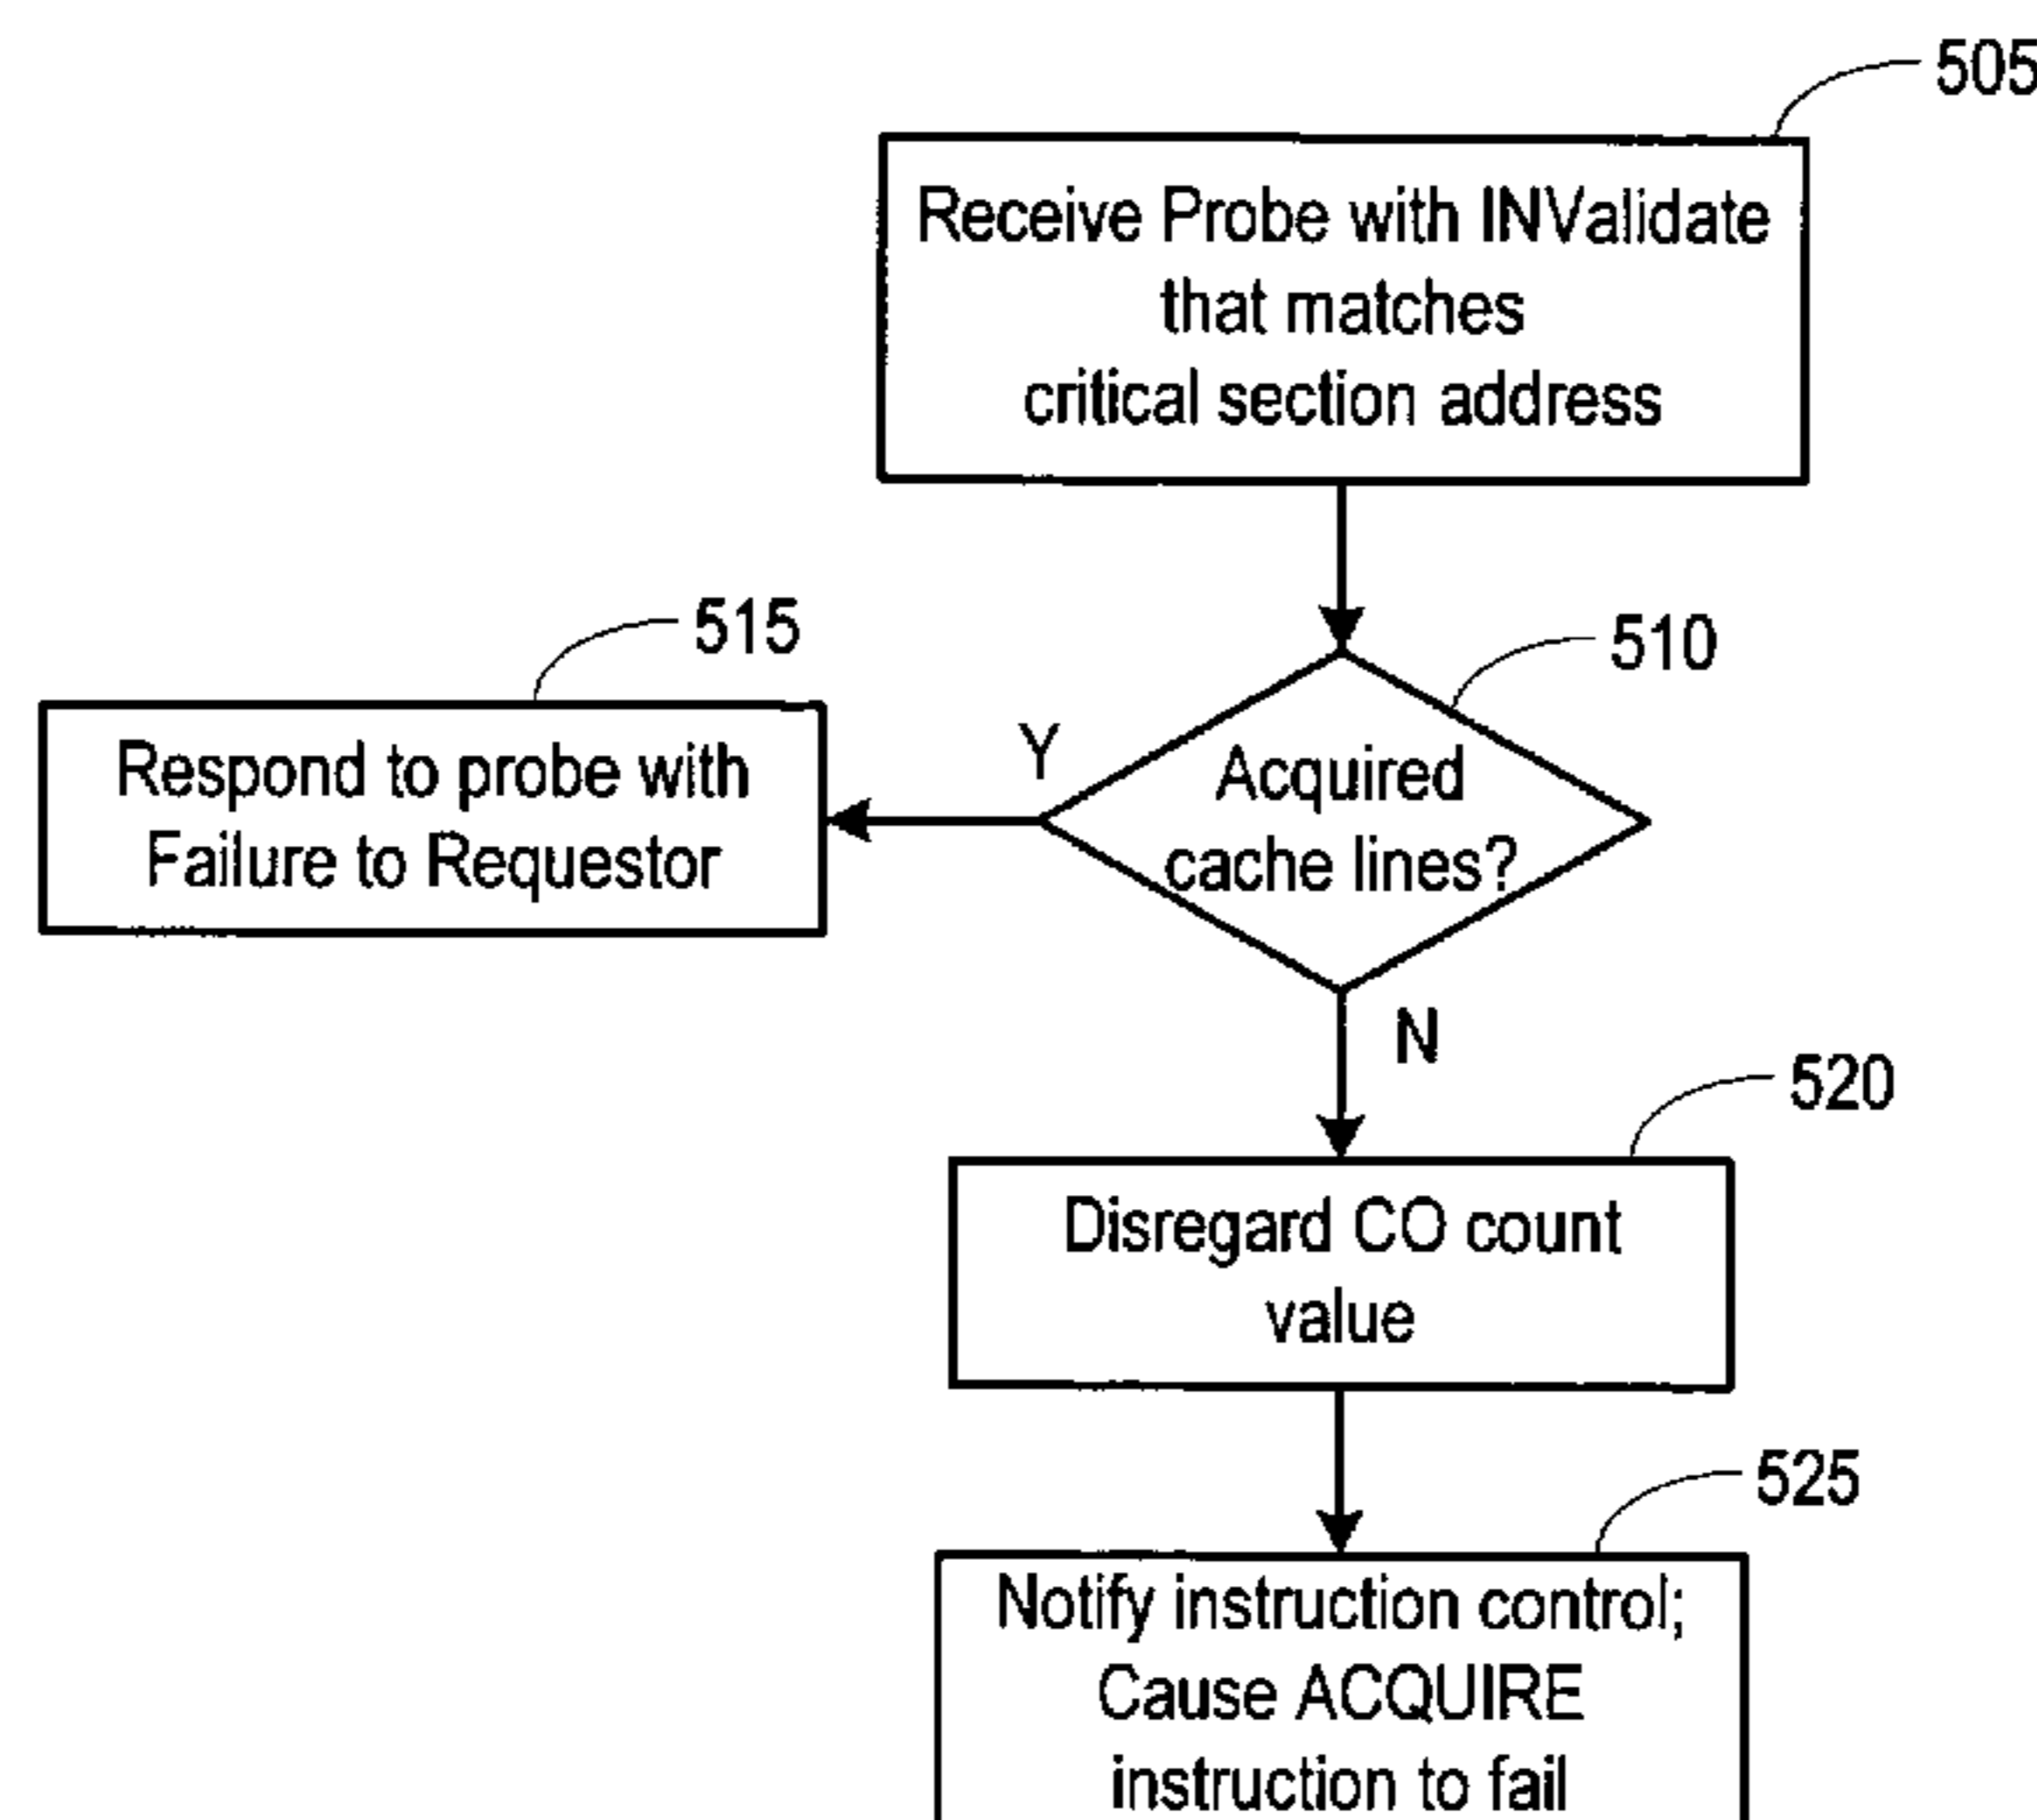 505
Receive Probe with INValidate
that matches
critical section address
515
510
Y
Respond to probe with
Failure to Requestor
Acquired
cache lines?
N
520
Disregard CO count
value
525
Notify instruction control;
Cause ACQUIRE
instruction to fail